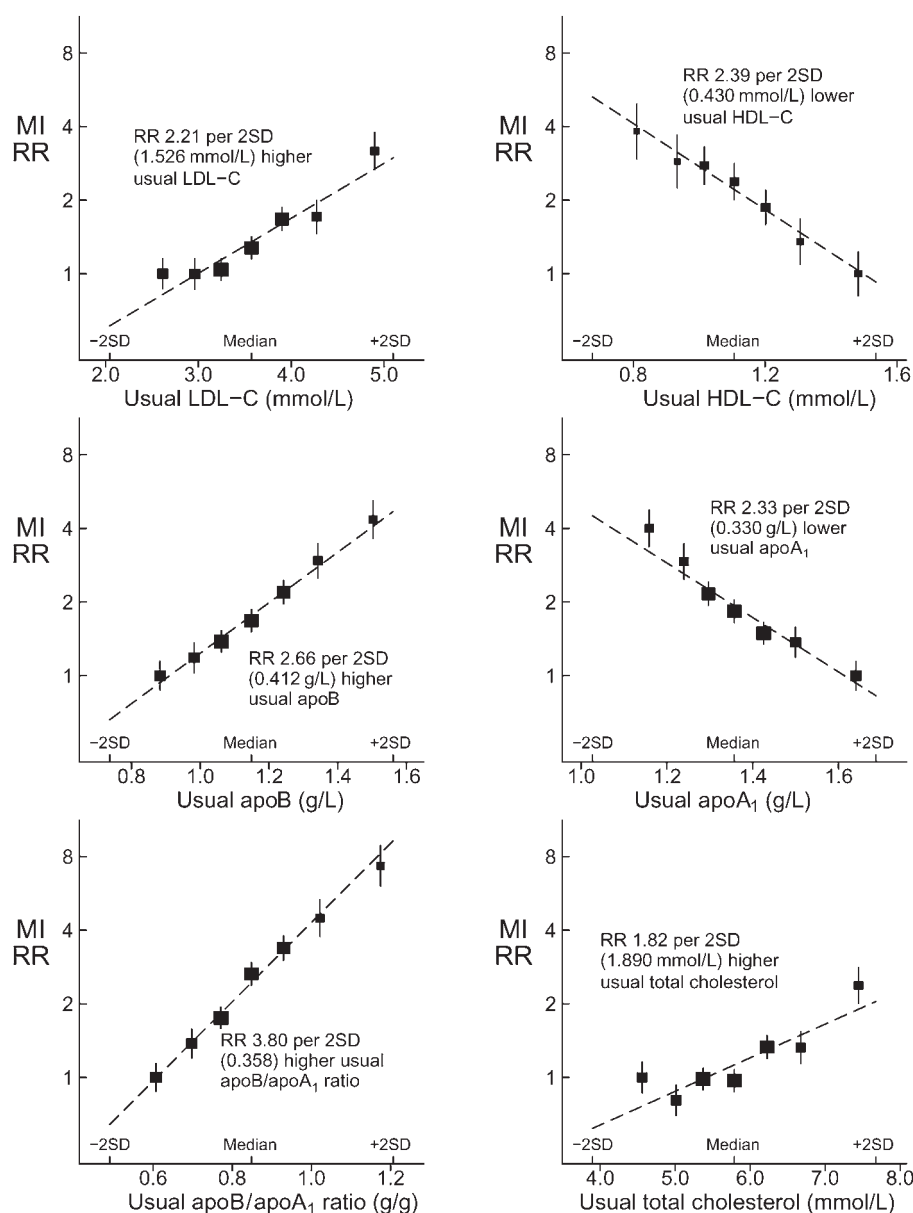 8
4
2
1
MI
RR
RR 2.21 per 2SD
(1.526 mmol/L) higher
usual LDL−C
−2SD Median +2SD
2.0 3.0 4.0 5.0
Usual LDL−C (mmol/L)
8
4
2
1
MI
RR
RR 2.39 per 2SD
(0.430 mmol/L) lower
usual HDL−C
−2SD Median +2SD
0.8 1.2 1.6
Usual HDL−C (mmol/L)
8
4
2
1
MI
RR
RR 2.66 per 2SD
(0.412 g/L) higher
usual apoB
−2SD Median +2SD
0.8 1.0 1.2 1.4 1.6
Usual apoB (g/L)
8
4
2
1
MI
RR
RR 2.33 per 2SD
(0.330 g/L) lower
usual apoA₁
−2SD Median +2SD
1.0 1.2 1.4 1.6
Usual apoA₁ (g/L)
8
4
2
1
MI
RR
RR 3.80 per 2SD
(0.358) higher usual
apoB/apoA₁ ratio
−2SD Median +2SD
0.6 0.8 1.0 1.2
Usual apoB/apoA₁ ratio (g/g)
8
4
2
1
MI
RR
RR 1.82 per 2SD
(1.890 mmol/L) higher
usual total cholesterol
−2SD Median +2SD
4.0 5.0 6.0 7.0 8.0
Usual total cholesterol (mmol/L)